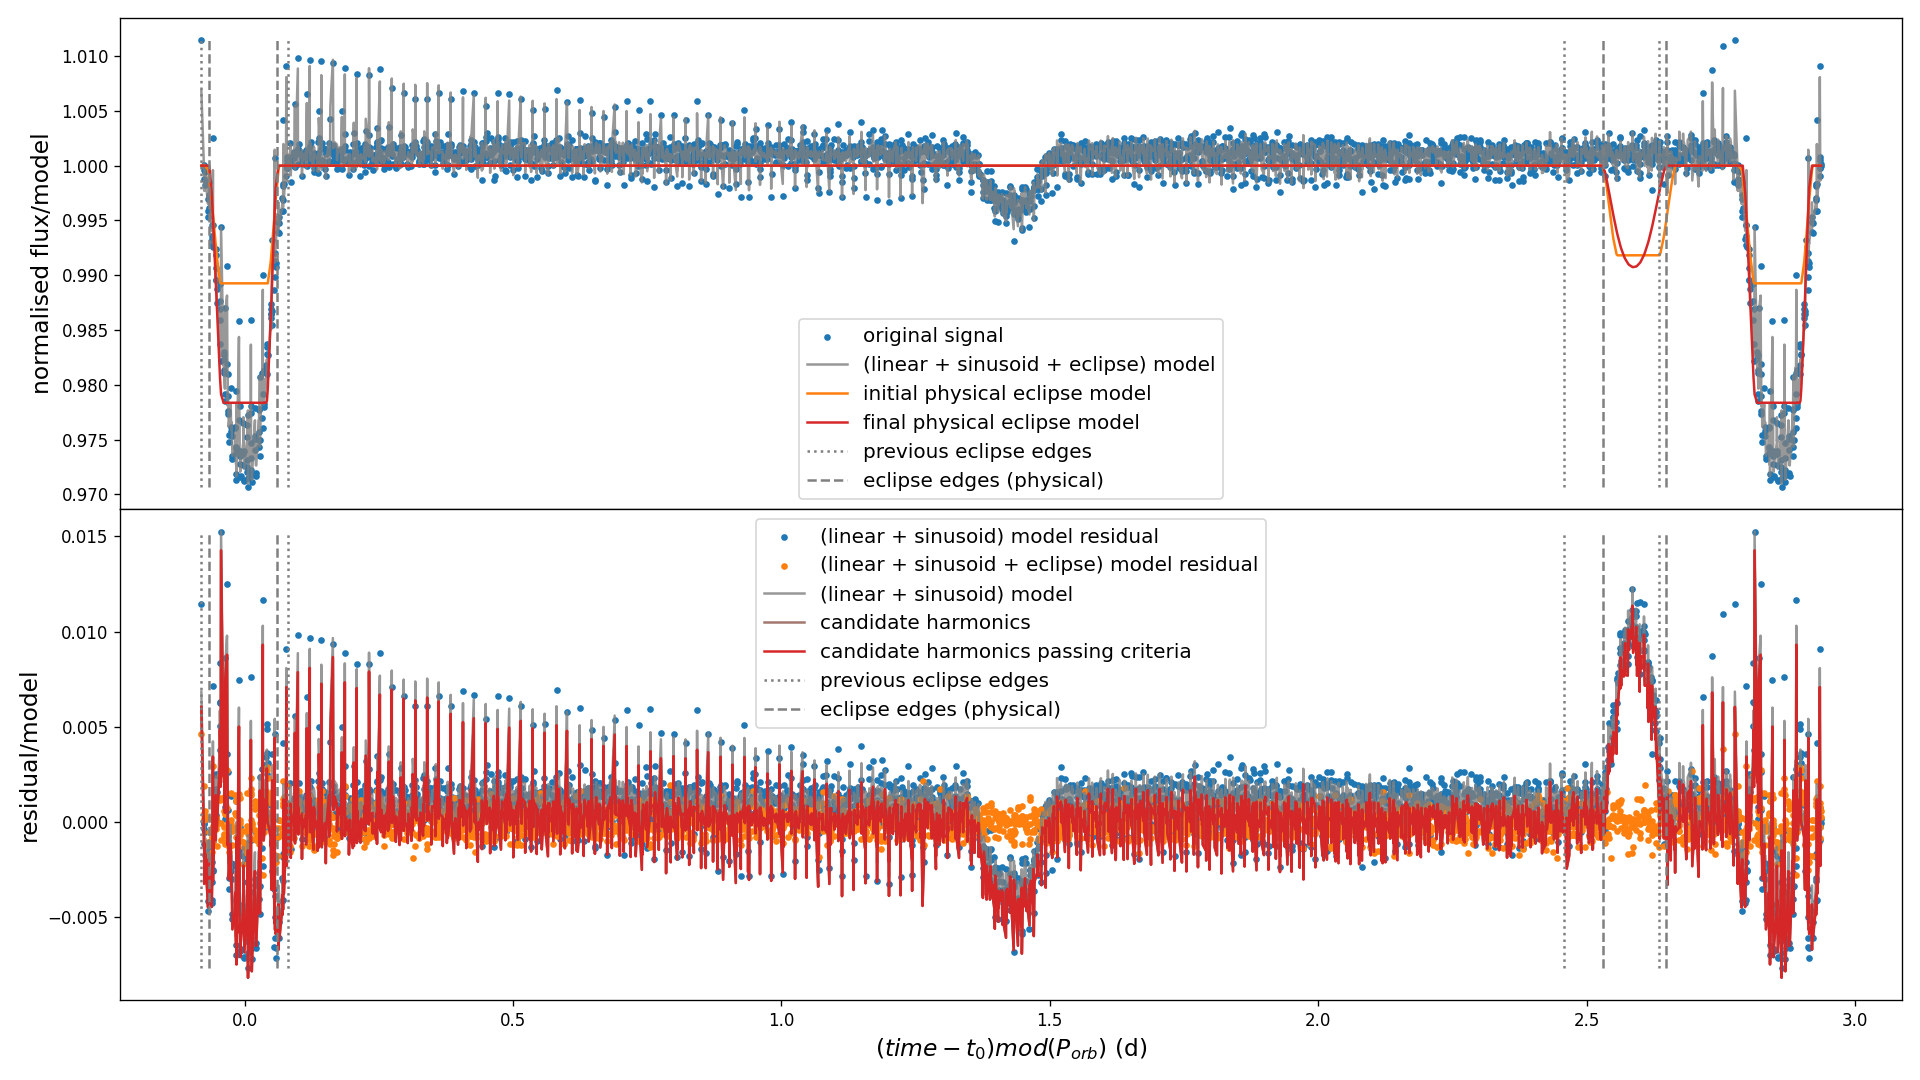 normalised flux/model
1.010
1.005
1.000
0.995
0.990
0.985
0.980
0.975
0.970
original signal
(linear + sinusoid + eclipse) model
initial physical eclipse model
final physical eclipse model
previous eclipse edges
eclipse edges (physical)
residual/model
0.015
0.010
0.005
0.000
−0.005
(linear + sinusoid) model residual
(linear + sinusoid + eclipse) model residual
(linear + sinusoid) model
candidate harmonics
candidate harmonics passing criteria
previous eclipse edges
eclipse edges (physical)
0.0 0.5 1.0 1.5 2.0 2.5 3.0
(time − t₀)mod(P_orb) (d)